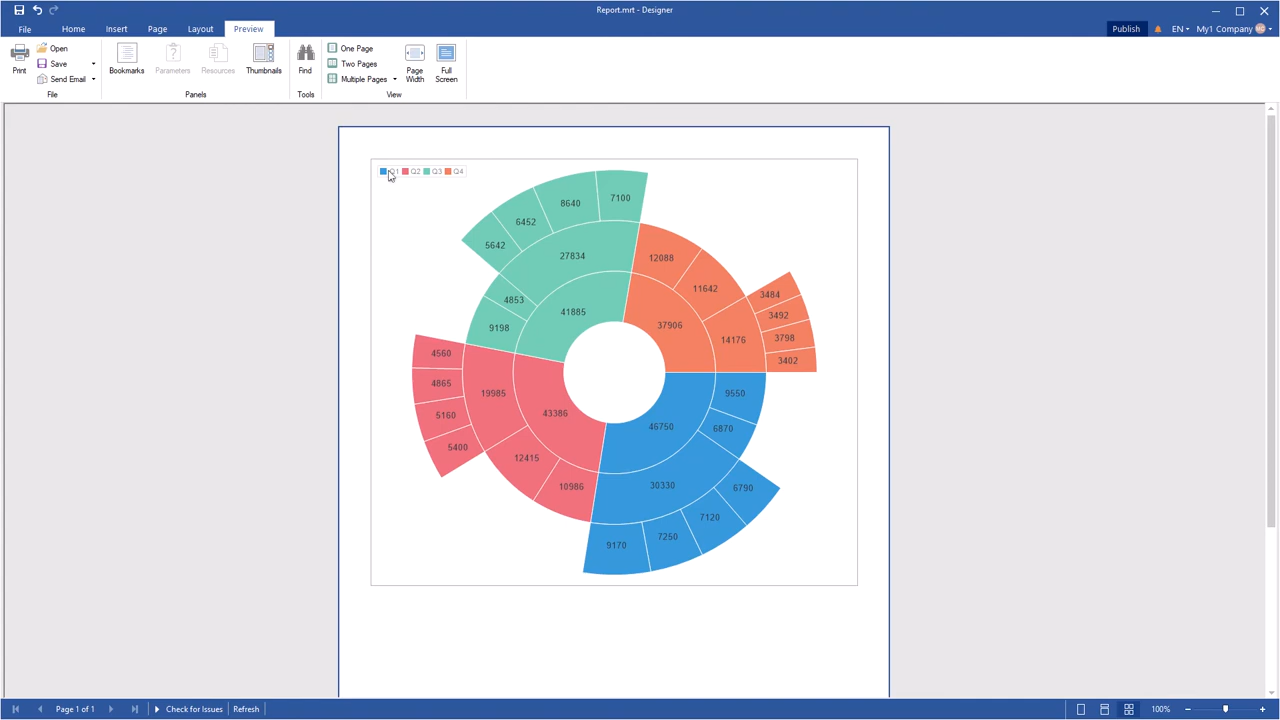 Report.mrt - Designer
File Home Insert Page Layout Preview
Publish EN My1 Company
Print
Open
Save
Send Email
File
Bookmarks
Parameters
Resources
Thumbnails
Panels
Find
Tools
One Page
Two Pages
Multiple Pages
Page Width
Full Screen
View
Q1 Q2 Q3 Q4
7100
8640
6452
5642
27834
4853
9198
41885
12088
11642
37906
14176
3484
3492
3798
3402
4560
4865
5160
5400
19985
43386
12415
10986
9550
6870
46750
30330
6790
7120
7250
9170
Page 1 of 1 Check for Issues Refresh 100%